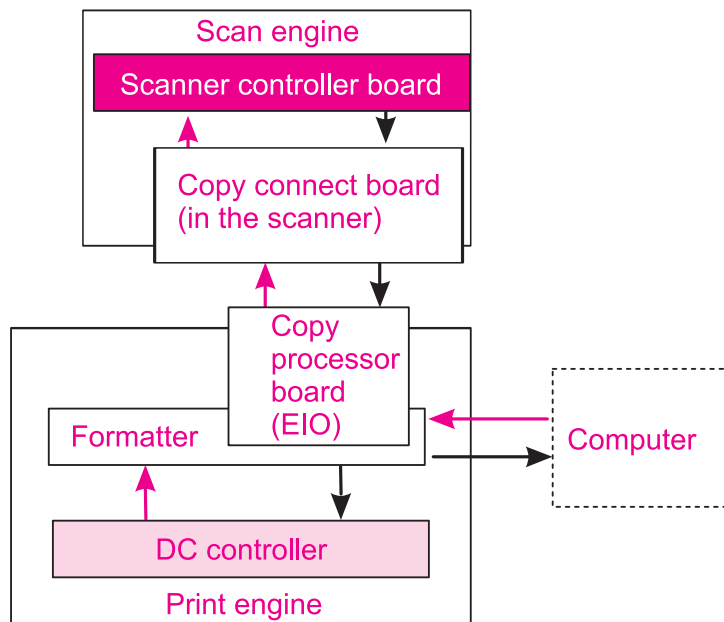 Scan engine
Scanner controller board
Copy connect board
(in the scanner)
Copy
processor
board
(EIO)
Formatter
Computer
DC controller
Print engine